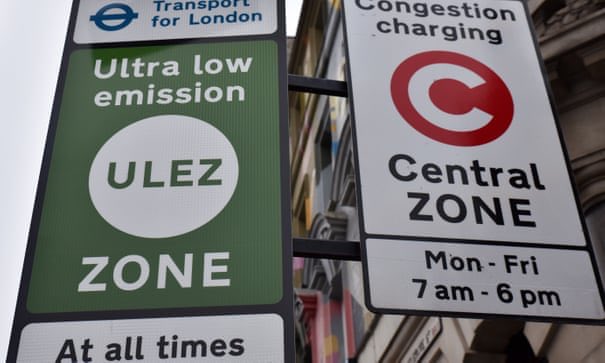 Transport
for London
Ultra low
emission
ULEZ
ZONE
At all times
Congestion
charging
C
Central
ZONE
Mon - Fri
7 am - 6 pm